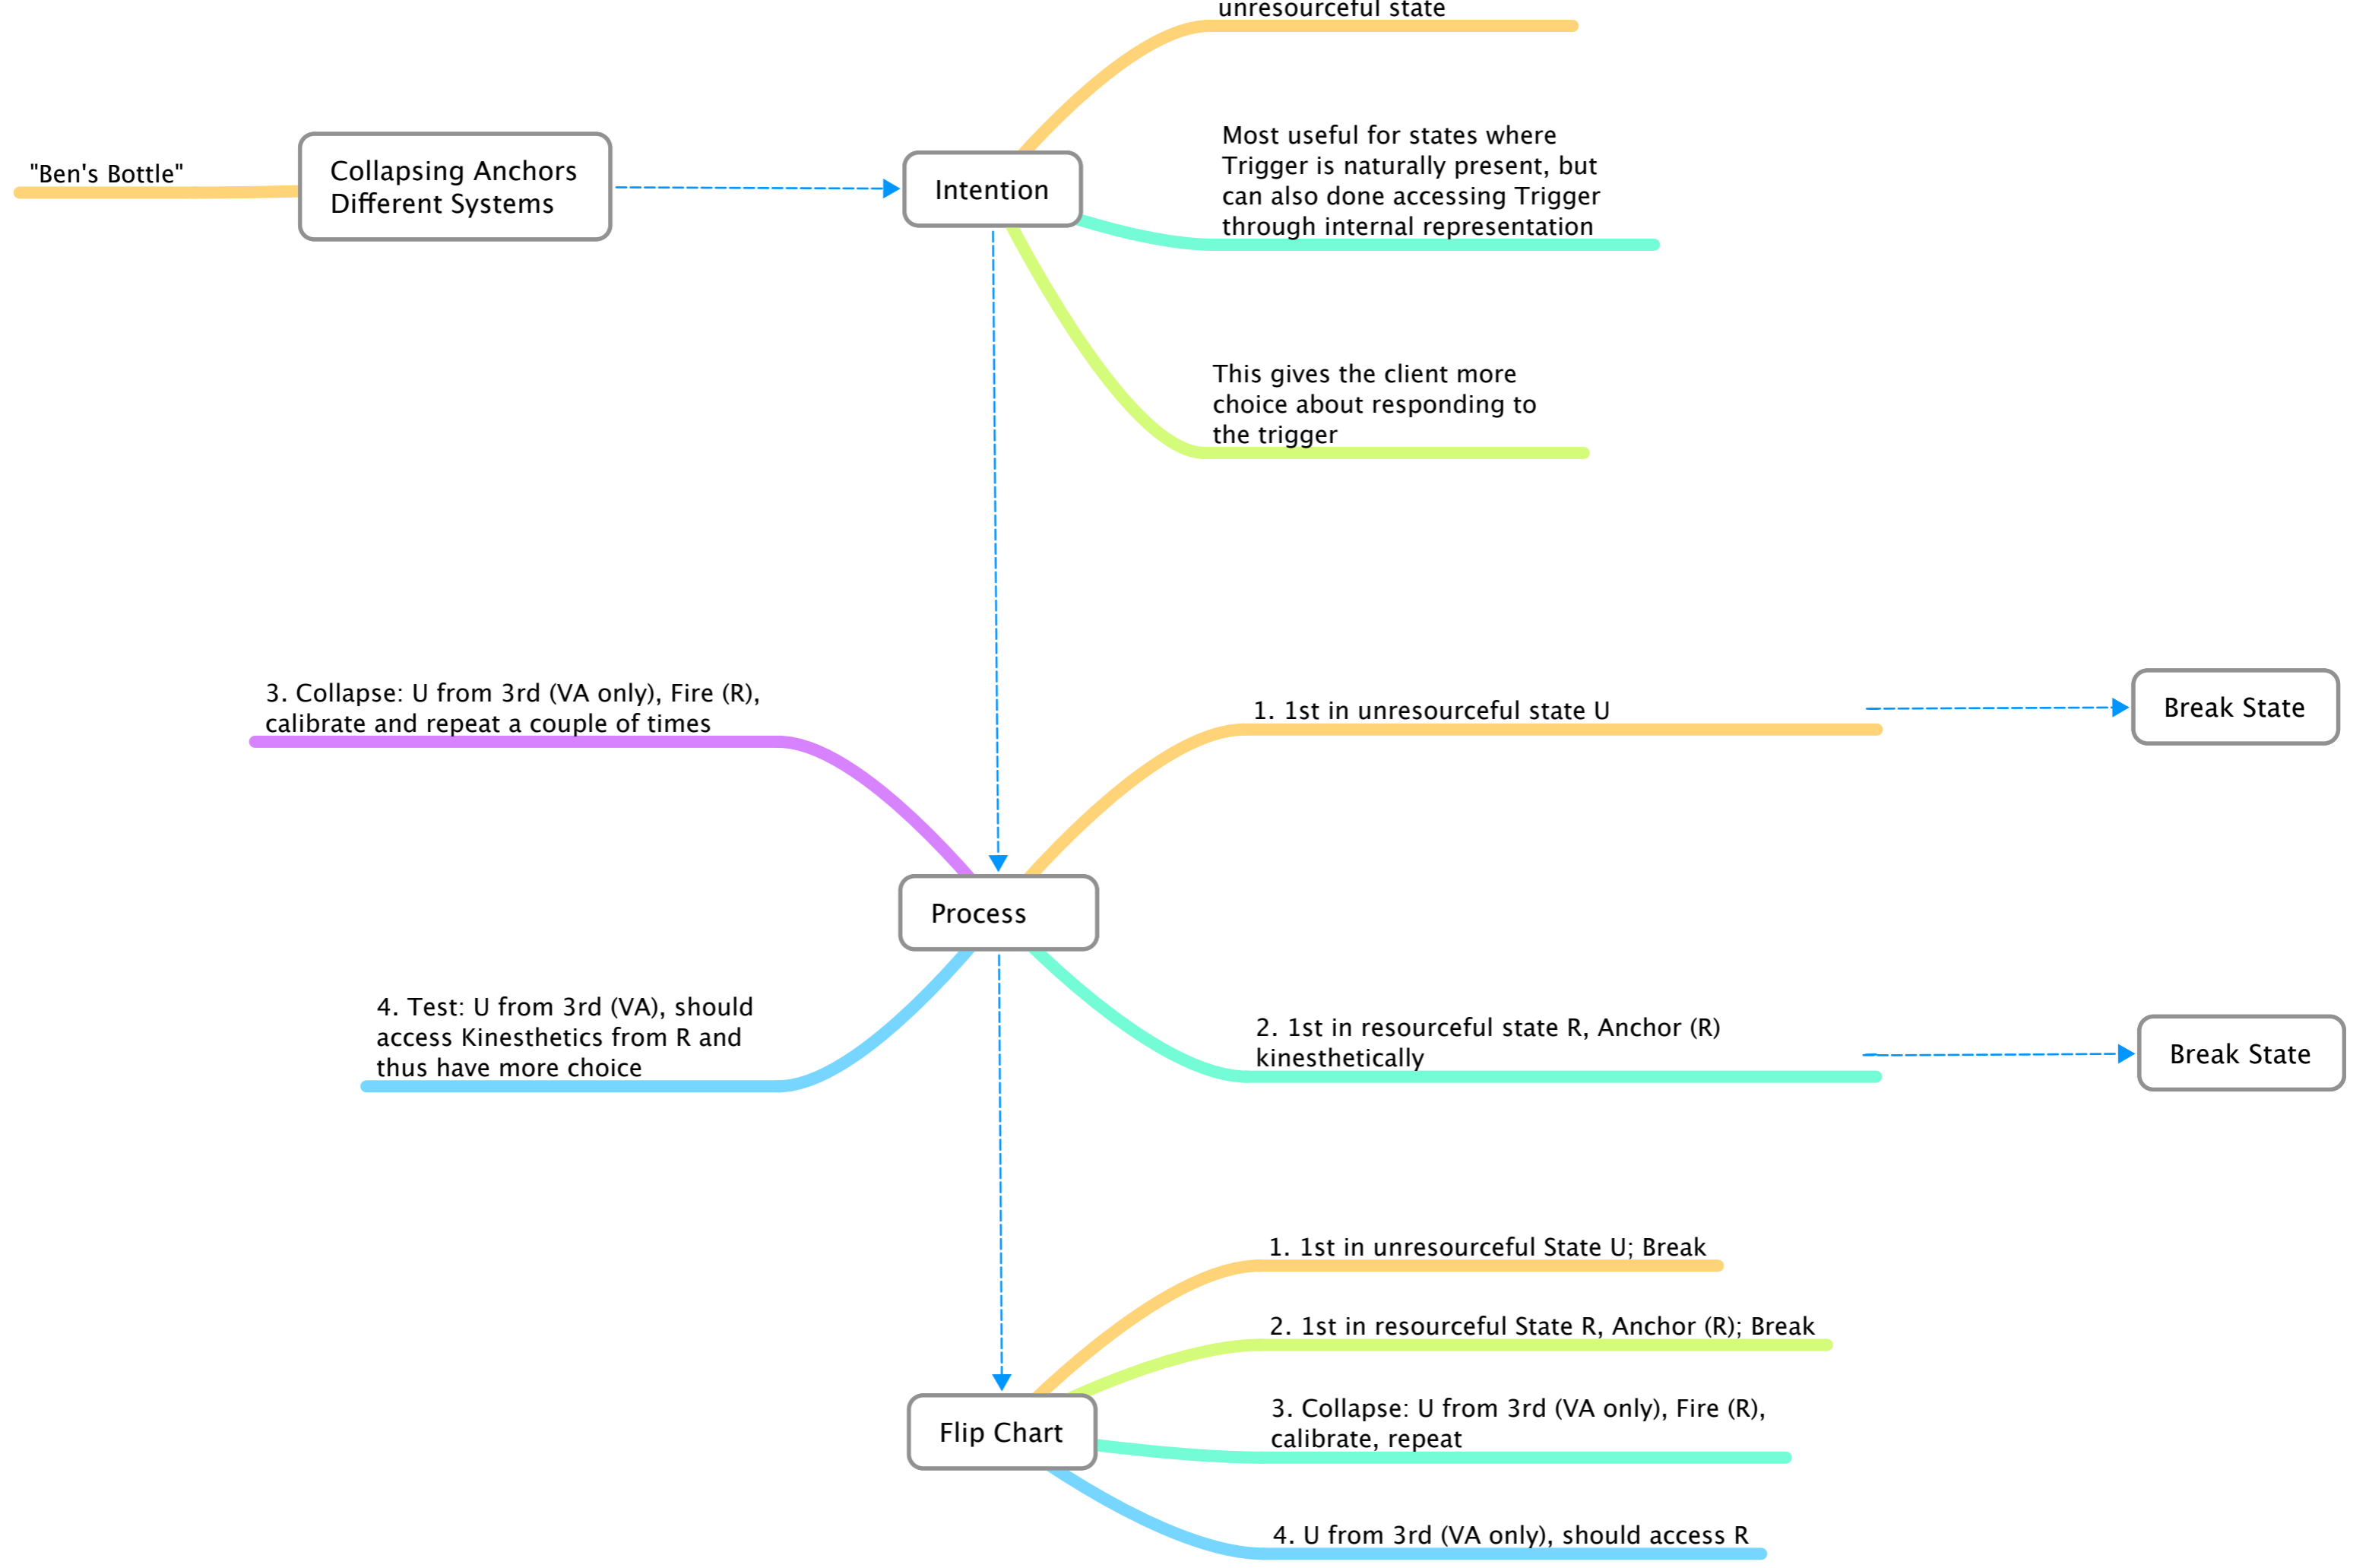 unresourceful state
"Ben's Bottle"
Collapsing Anchors
Different Systems
Intention
Most useful for states where
Trigger is naturally present, but
can also done accessing Trigger
through internal representation
This gives the client more
choice about responding to
the trigger
3. Collapse: U from 3rd (VA only), Fire (R),
calibrate and repeat a couple of times
1. 1st in unresourceful state U
Break State
Process
4. Test: U from 3rd (VA), should
access Kinesthetics from R and
thus have more choice
2. 1st in resourceful state R, Anchor (R)
kinesthetically
Break State
Flip Chart
1. 1st in unresourceful State U; Break
2. 1st in resourceful State R, Anchor (R); Break
3. Collapse: U from 3rd (VA only), Fire (R),
calibrate, repeat
4. U from 3rd (VA only), should access R